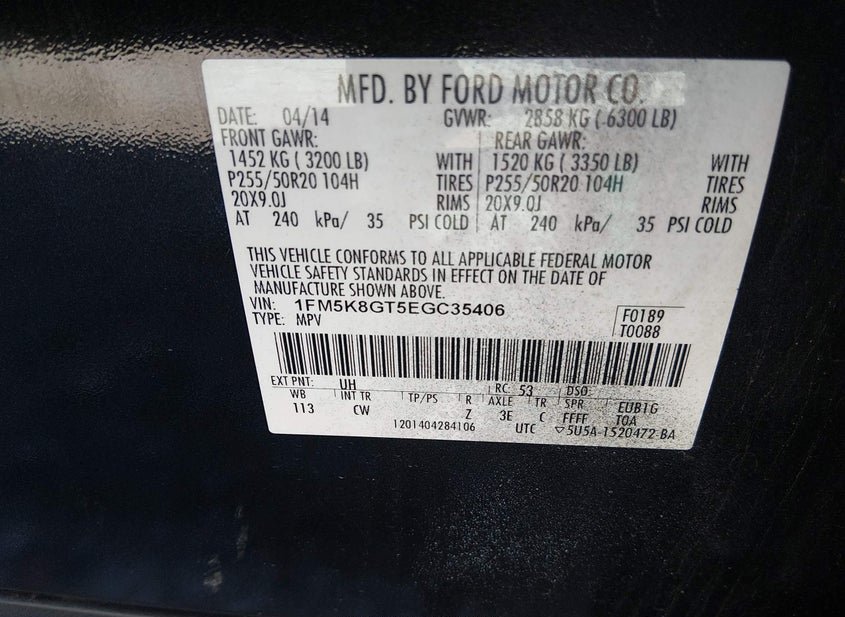 MFD. BY FORD MOTOR CO.
DATE: 04/14 GVWR: 2858 KG ( 6300 LB)
FRONT GAWR: REAR GAWR:
1452 KG ( 3200 LB) WITH 1520 KG ( 3350 LB) WITH
P255/50R20 104H TIRES P255/50R20 104H TIRES
20X9.0J RIMS 20X9.0J RIMS
AT 240 kPa/ 35 PSI COLD AT 240 kPa/ 35 PSI COLD
THIS VEHICLE CONFORMS TO ALL APPLICABLE FEDERAL MOTOR
VEHICLE SAFETY STANDARDS IN EFFECT ON THE DATE OF
MANUFACTURE SHOWN ABOVE.
VIN: 1FM5K8GT5EGC35406 F0189
TYPE: MPV T0088
EXT PNT: UH RC: 53 DSO:
WB INT TR TP/PS R AXLE TR SPR EUB1G
113 CW Z 3E C FFFF T0A
1201404284106 UTC ▽5U5A-1520472-BA